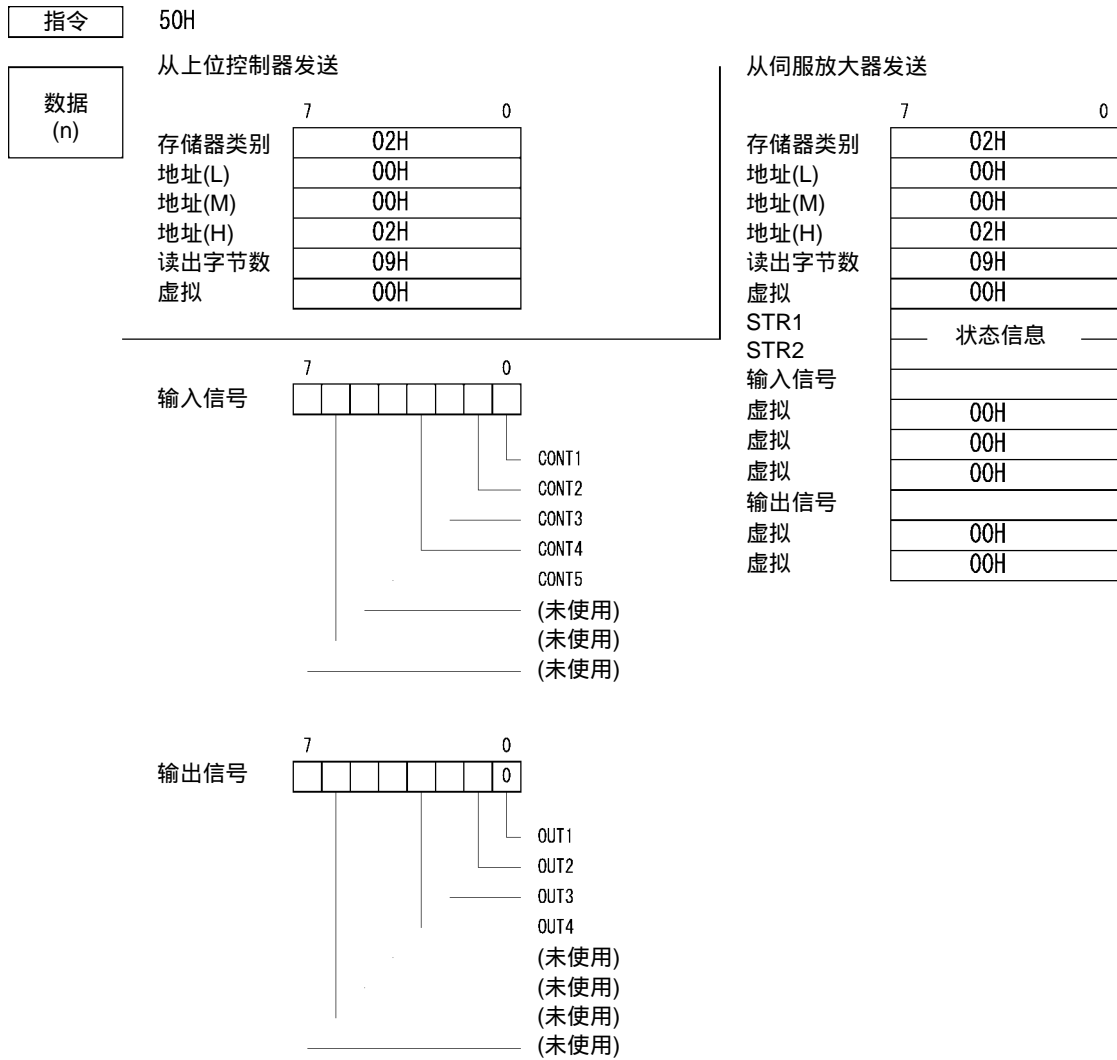 指令 50H
数据
(n)
从上位控制器发送
7 0
存储器类别 02H
地址(L) 00H
地址(M) 00H
地址(H) 02H
读出字节数 09H
虚拟 00H
从伺服放大器发送
7 0
存储器类别 02H
地址(L) 00H
地址(M) 00H
地址(H) 02H
读出字节数 09H
虚拟 00H
STR1
STR2
状态信息
输入信号
虚拟 00H
虚拟 00H
虚拟 00H
输出信号
虚拟 00H
虚拟 00H
7 0
输入信号
CONT1
CONT2
CONT3
CONT4
CONT5
(未使用)
(未使用)
(未使用)
7 0
输出信号 0
OUT1
OUT2
OUT3
OUT4
(未使用)
(未使用)
(未使用)
(未使用)